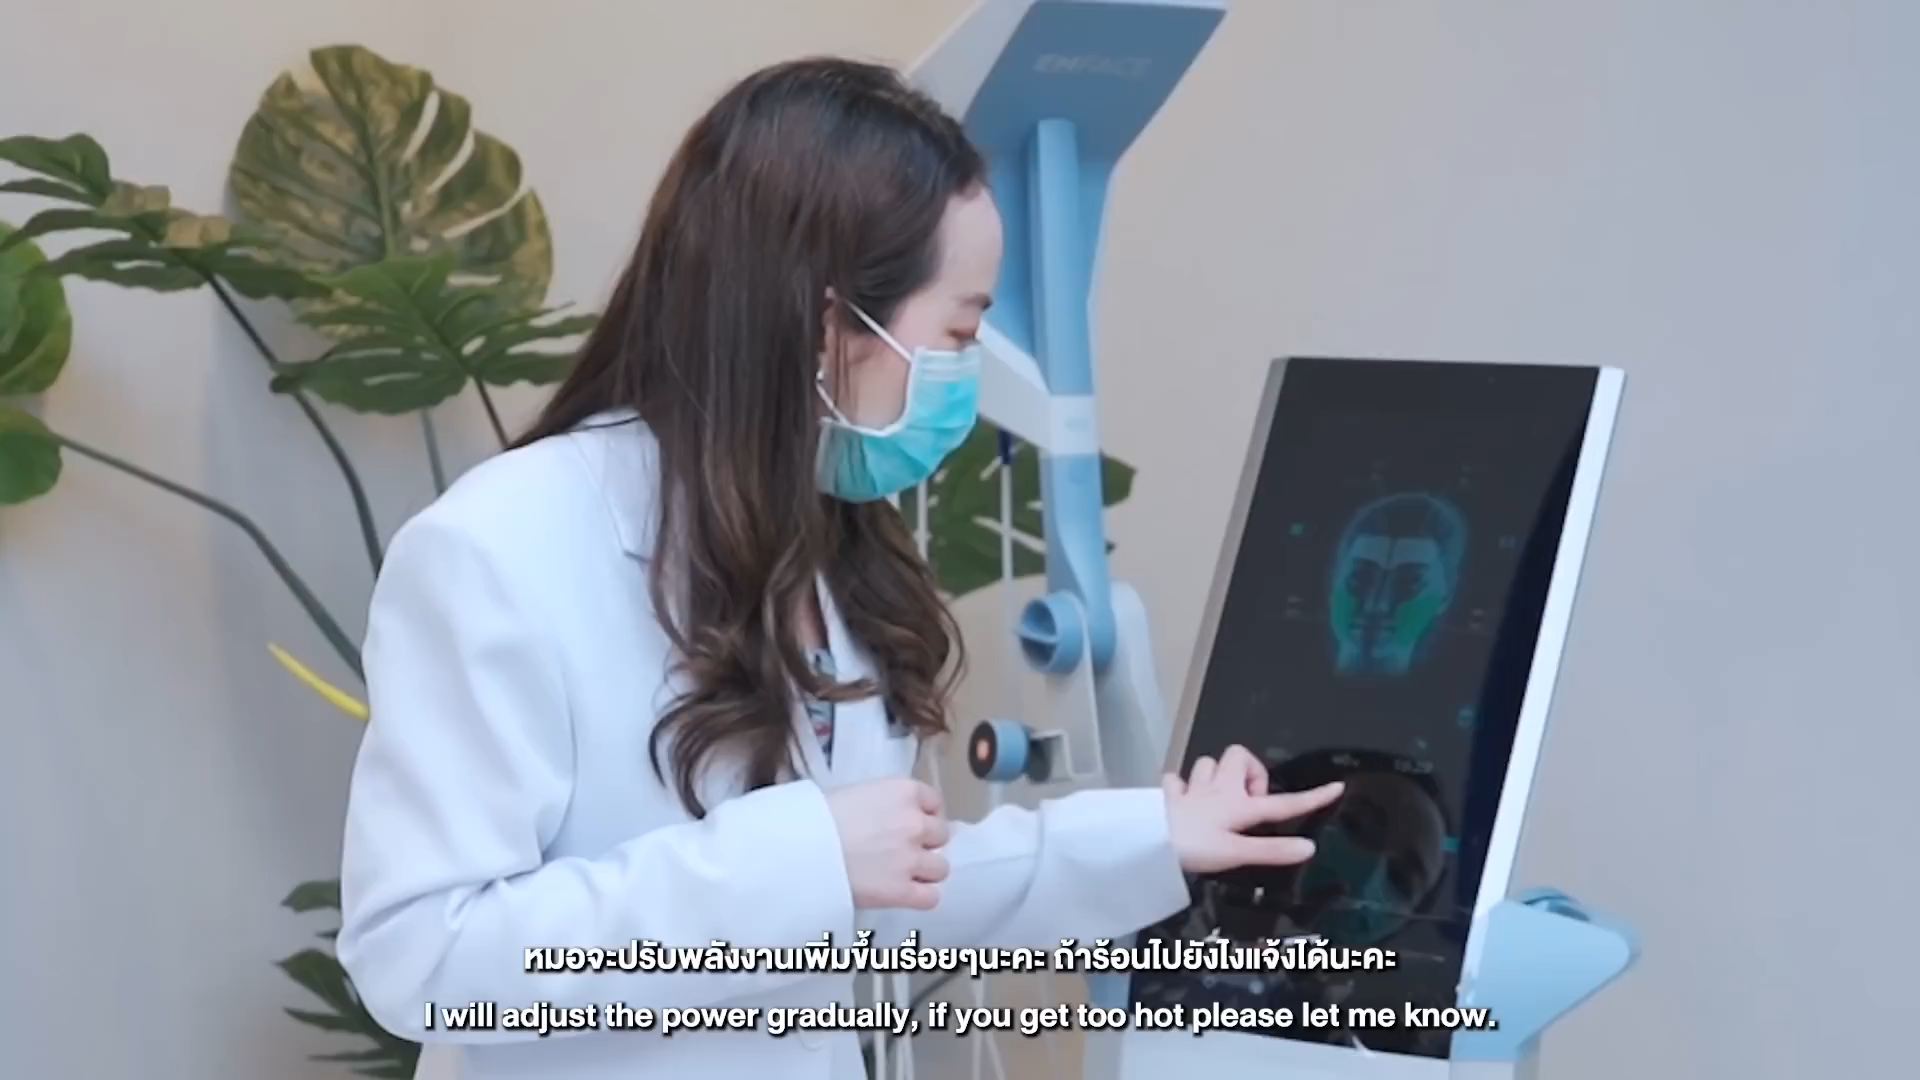 EMFACE
หมอจะปรับพลังงานเพิ่มขึ้นเรื่อยๆนะคะ ถ้าร้อนไปยังไงแจ้งได้นะคะ
I will adjust the power gradually, if you get too hot please let me know.